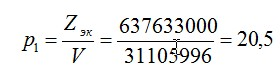 p₁ = Z_эк / V = 637633000 / 31105996 = 20,5